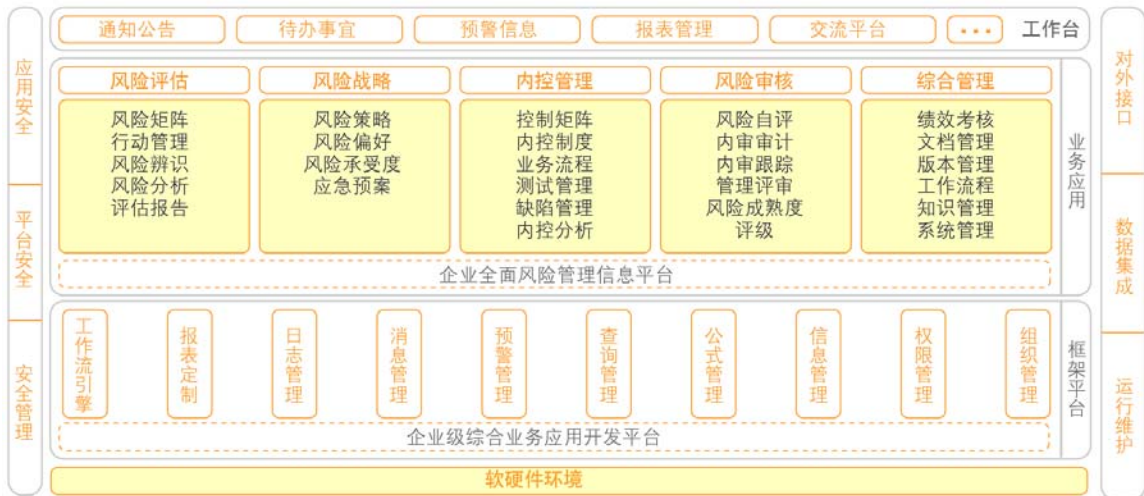 通知公告
待办事宜
预警信息
报表管理
交流平台
•••
工作台
应用安全
平台安全
安全管理
风险评估
风险矩阵
行动管理
风险辨识
风险分析
评估报告
风险战略
风险策略
风险偏好
风险承受度
应急预案
内控管理
控制矩阵
内控制度
业务流程
测试管理
缺陷管理
内控分析
风险审核
风险自评
内审审计
内审跟踪
管理评审
风险成熟度
评级
综合管理
绩效考核
文档管理
版本管理
工作流程
知识管理
系统管理
业务应用
企业全面风险管理信息平台
工作流引擎
报表定制
日志管理
消息管理
预警管理
查询管理
公式管理
信息管理
权限管理
组织管理
框架平台
企业级综合业务应用开发平台
软硬件环境
对外接口
数据集成
运行维护